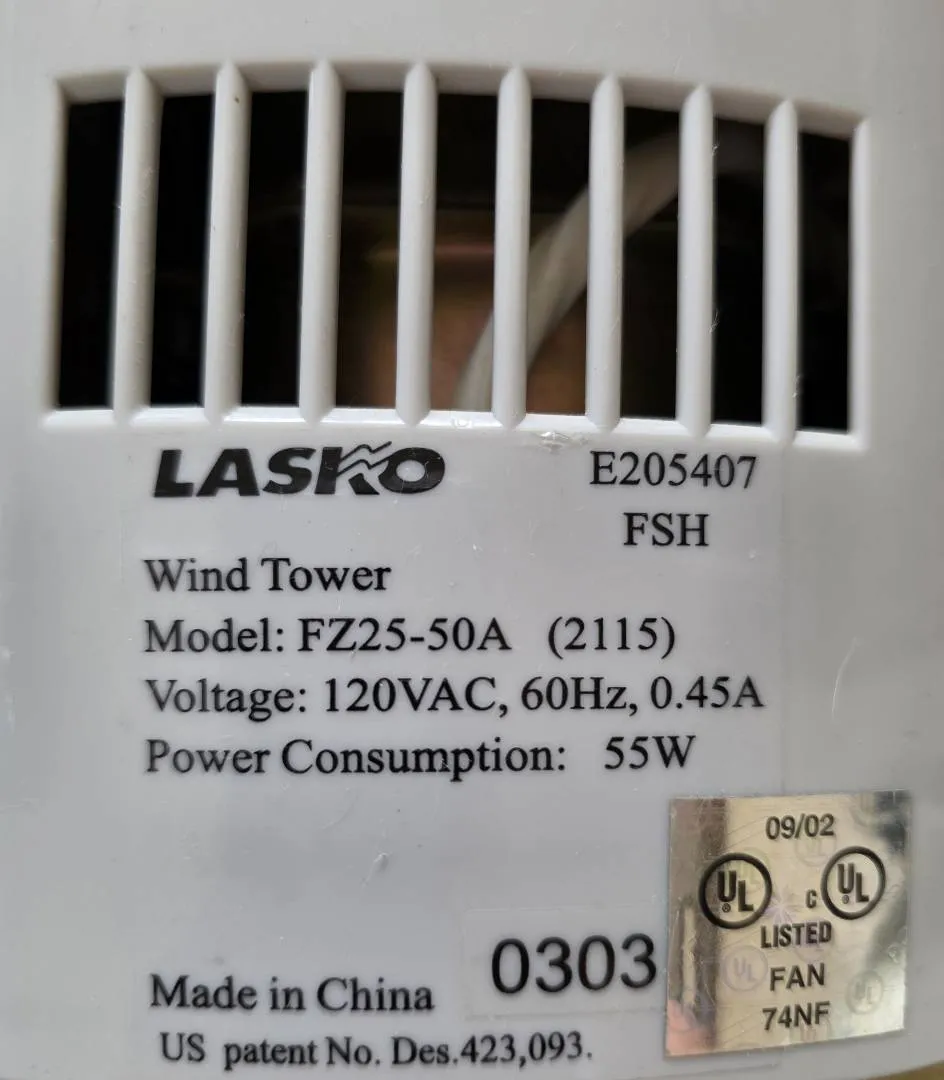 LASKO
E205407
FSH
Wind Tower
Model: FZ25-50A (2115)
Voltage: 120VAC, 60Hz, 0.45A
Power Consumption: 55W
09/02
UL C UL
LISTED
FAN
74NF
0303
Made in China
US patent No. Des.423,093.